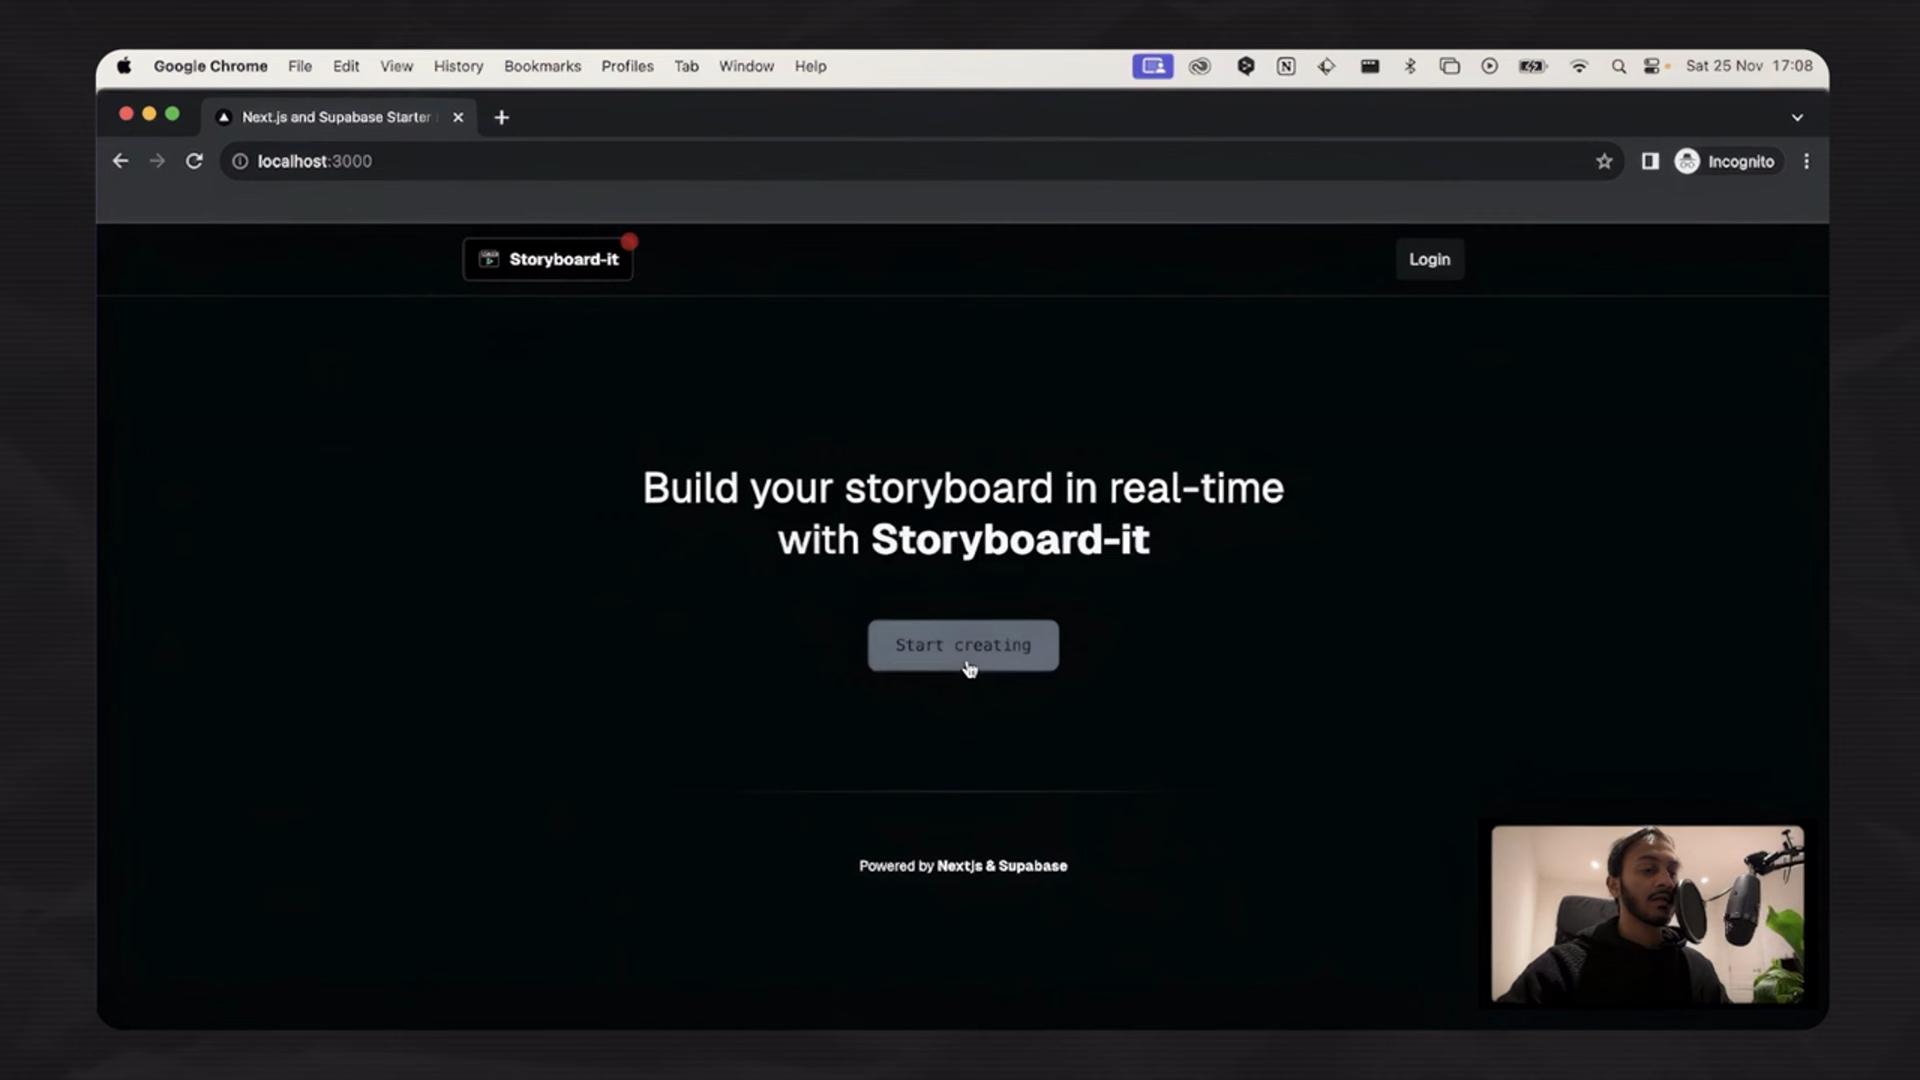 Google Chrome File Edit View History Bookmarks Profiles Tab Window Help Sat 25 Nov 17:08
Next.js and Supabase Starter
localhost:3000 Incognito
Storyboard-it Login
Build your storyboard in real-time
with Storyboard-it
Start creating
Powered by Nextjs & Supabase